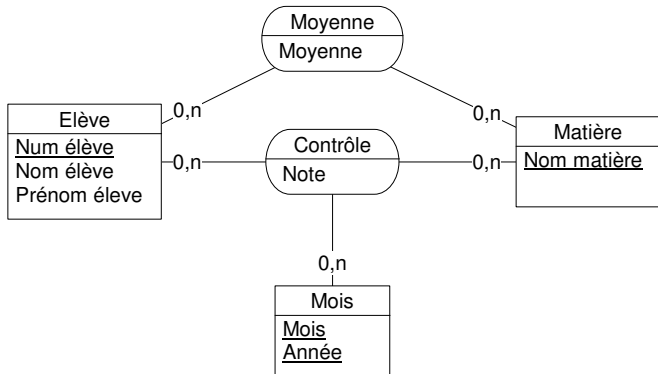 Moyenne
Moyenne
0,n
0,n
Elève
Num élève
Nom élève
Prénom éleve
0,n
Contrôle
Note
0,n
Matière
Nom matière
0,n
Mois
Mois
Année